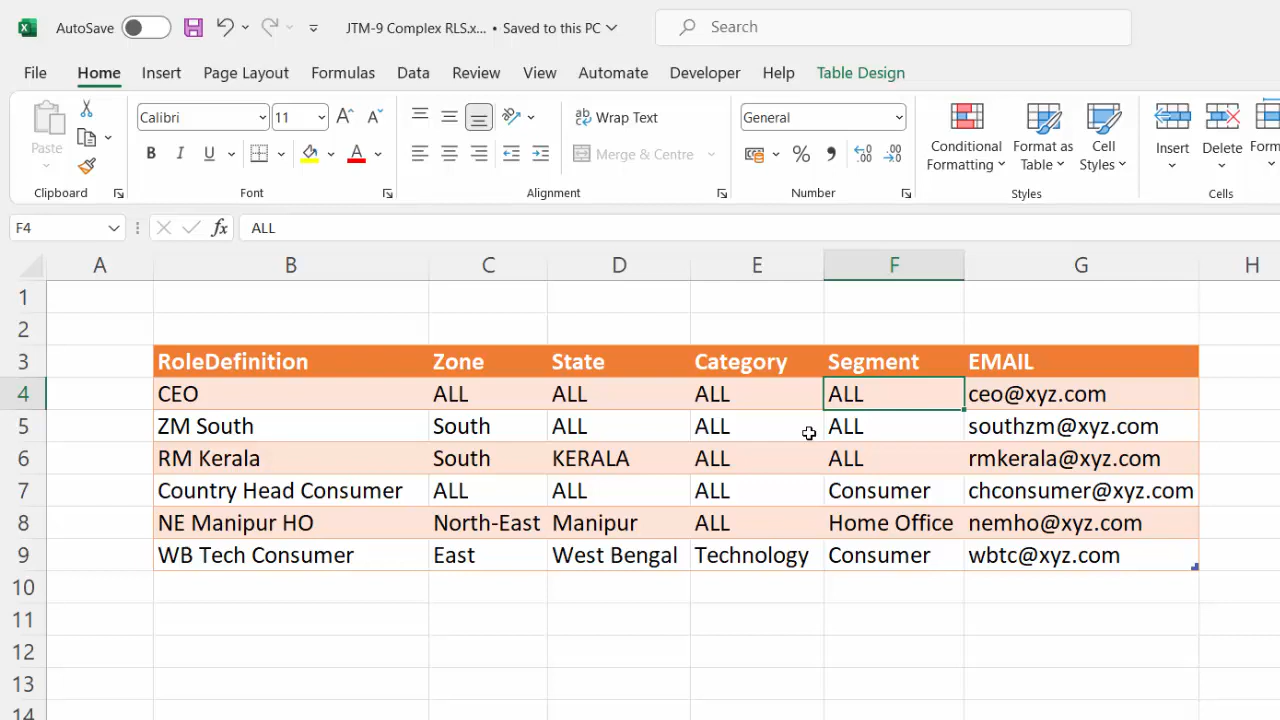 AutoSave JTM-9 Complex RLS.x... • Saved to this PC Search
File Home Insert Page Layout Formulas Data Review View Automate Developer Help Table Design
Paste Calibri 11 Wrap Text General Conditional Formatting Format as Table Cell Styles Insert Delete Form
Merge & Centre
Clipboard Font Alignment Number Styles Cells
F4 fx ALL
A B C D E F G H
1
2
3 RoleDefinition Zone State Category Segment EMAIL
4 CEO ALL ALL ALL ALL ceo@xyz.com
5 ZM South South ALL ALL ALL southzm@xyz.com
6 RM Kerala South KERALA ALL ALL rmkerala@xyz.com
7 Country Head Consumer ALL ALL ALL Consumer chconsumer@xyz.com
8 NE Manipur HO North-East Manipur ALL Home Office nemho@xyz.com
9 WB Tech Consumer East West Bengal Technology Consumer wbtc@xyz.com
10
11
12
13
14